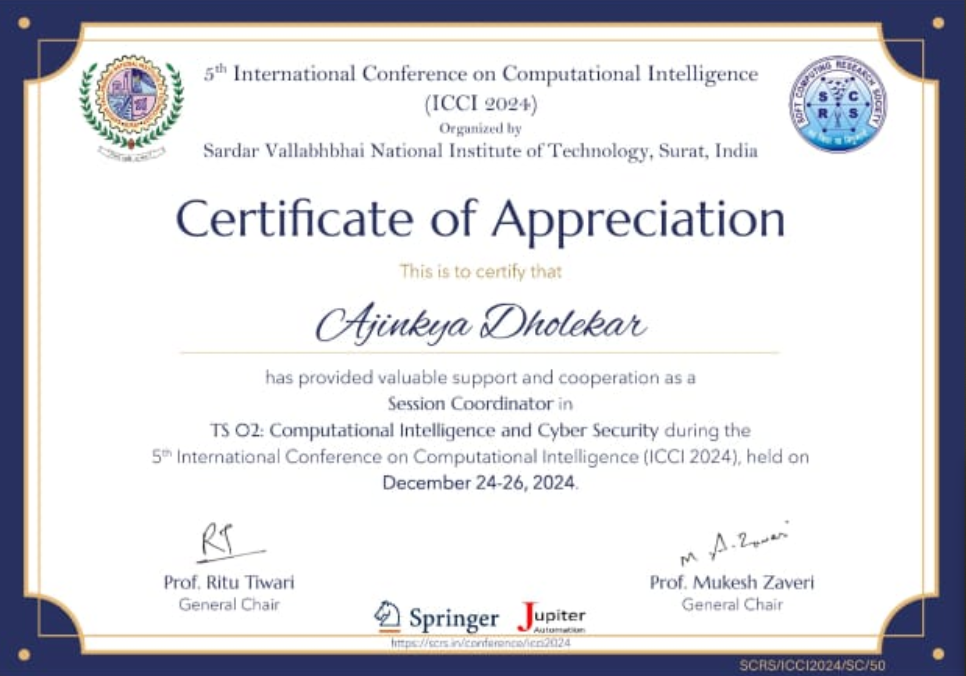 5th International Conference on Computational Intelligence
(ICCI 2024)
Organized by
Sardar Vallabhbhai National Institute of Technology, Surat, India
SOFT COMPUTING RESEARCH SOCIETY
S C
R S
Certificate of Appreciation
This is to certify that
Ajinkya Dholekar
has provided valuable support and cooperation as a
Session Coordinator in
TS 02: Computational Intelligence and Cyber Security during the
5th International Conference on Computational Intelligence (ICCI 2024), held on
December 24-26, 2024.
RT
M A. Zaveri
Prof. Ritu Tiwari
General Chair
Prof. Mukesh Zaveri
General Chair
Springer
Jupiter
Automation
https://scrs.in/conference/icci2024
SCRS/ICCI2024/SC/50